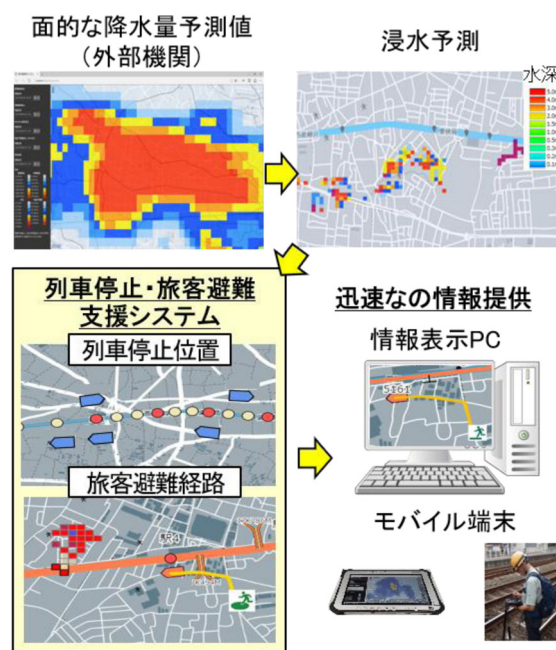 面的な降水量予測値
（外部機関）
浸水予測
水深
列車停止・旅客避難
支援システム
列車停止位置
旅客避難経路
駅4
迅速なの情報提供
情報表示PC
5161
モバイル端末